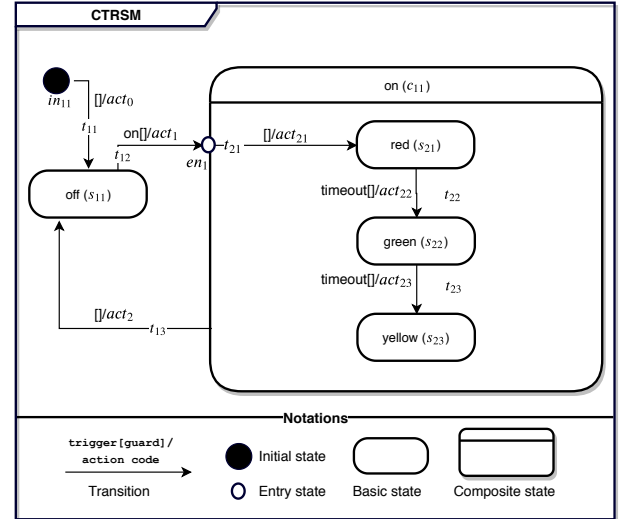 CTRSM
in₁₁
[]/act₀
t₁₁
on[]/act₁
t₁₂
en₁
off (s₁₁)
[]/act₂
t₁₃
on (c₁₁)
t₂₁
[]/act₂₁
red (s₂₁)
timeout[]/act₂₂
t₂₂
green (s₂₂)
timeout[]/act₂₃
t₂₃
yellow (s₂₃)
Notations
trigger[guard]/
action code
Transition
Initial state
Entry state
Basic state
Composite state